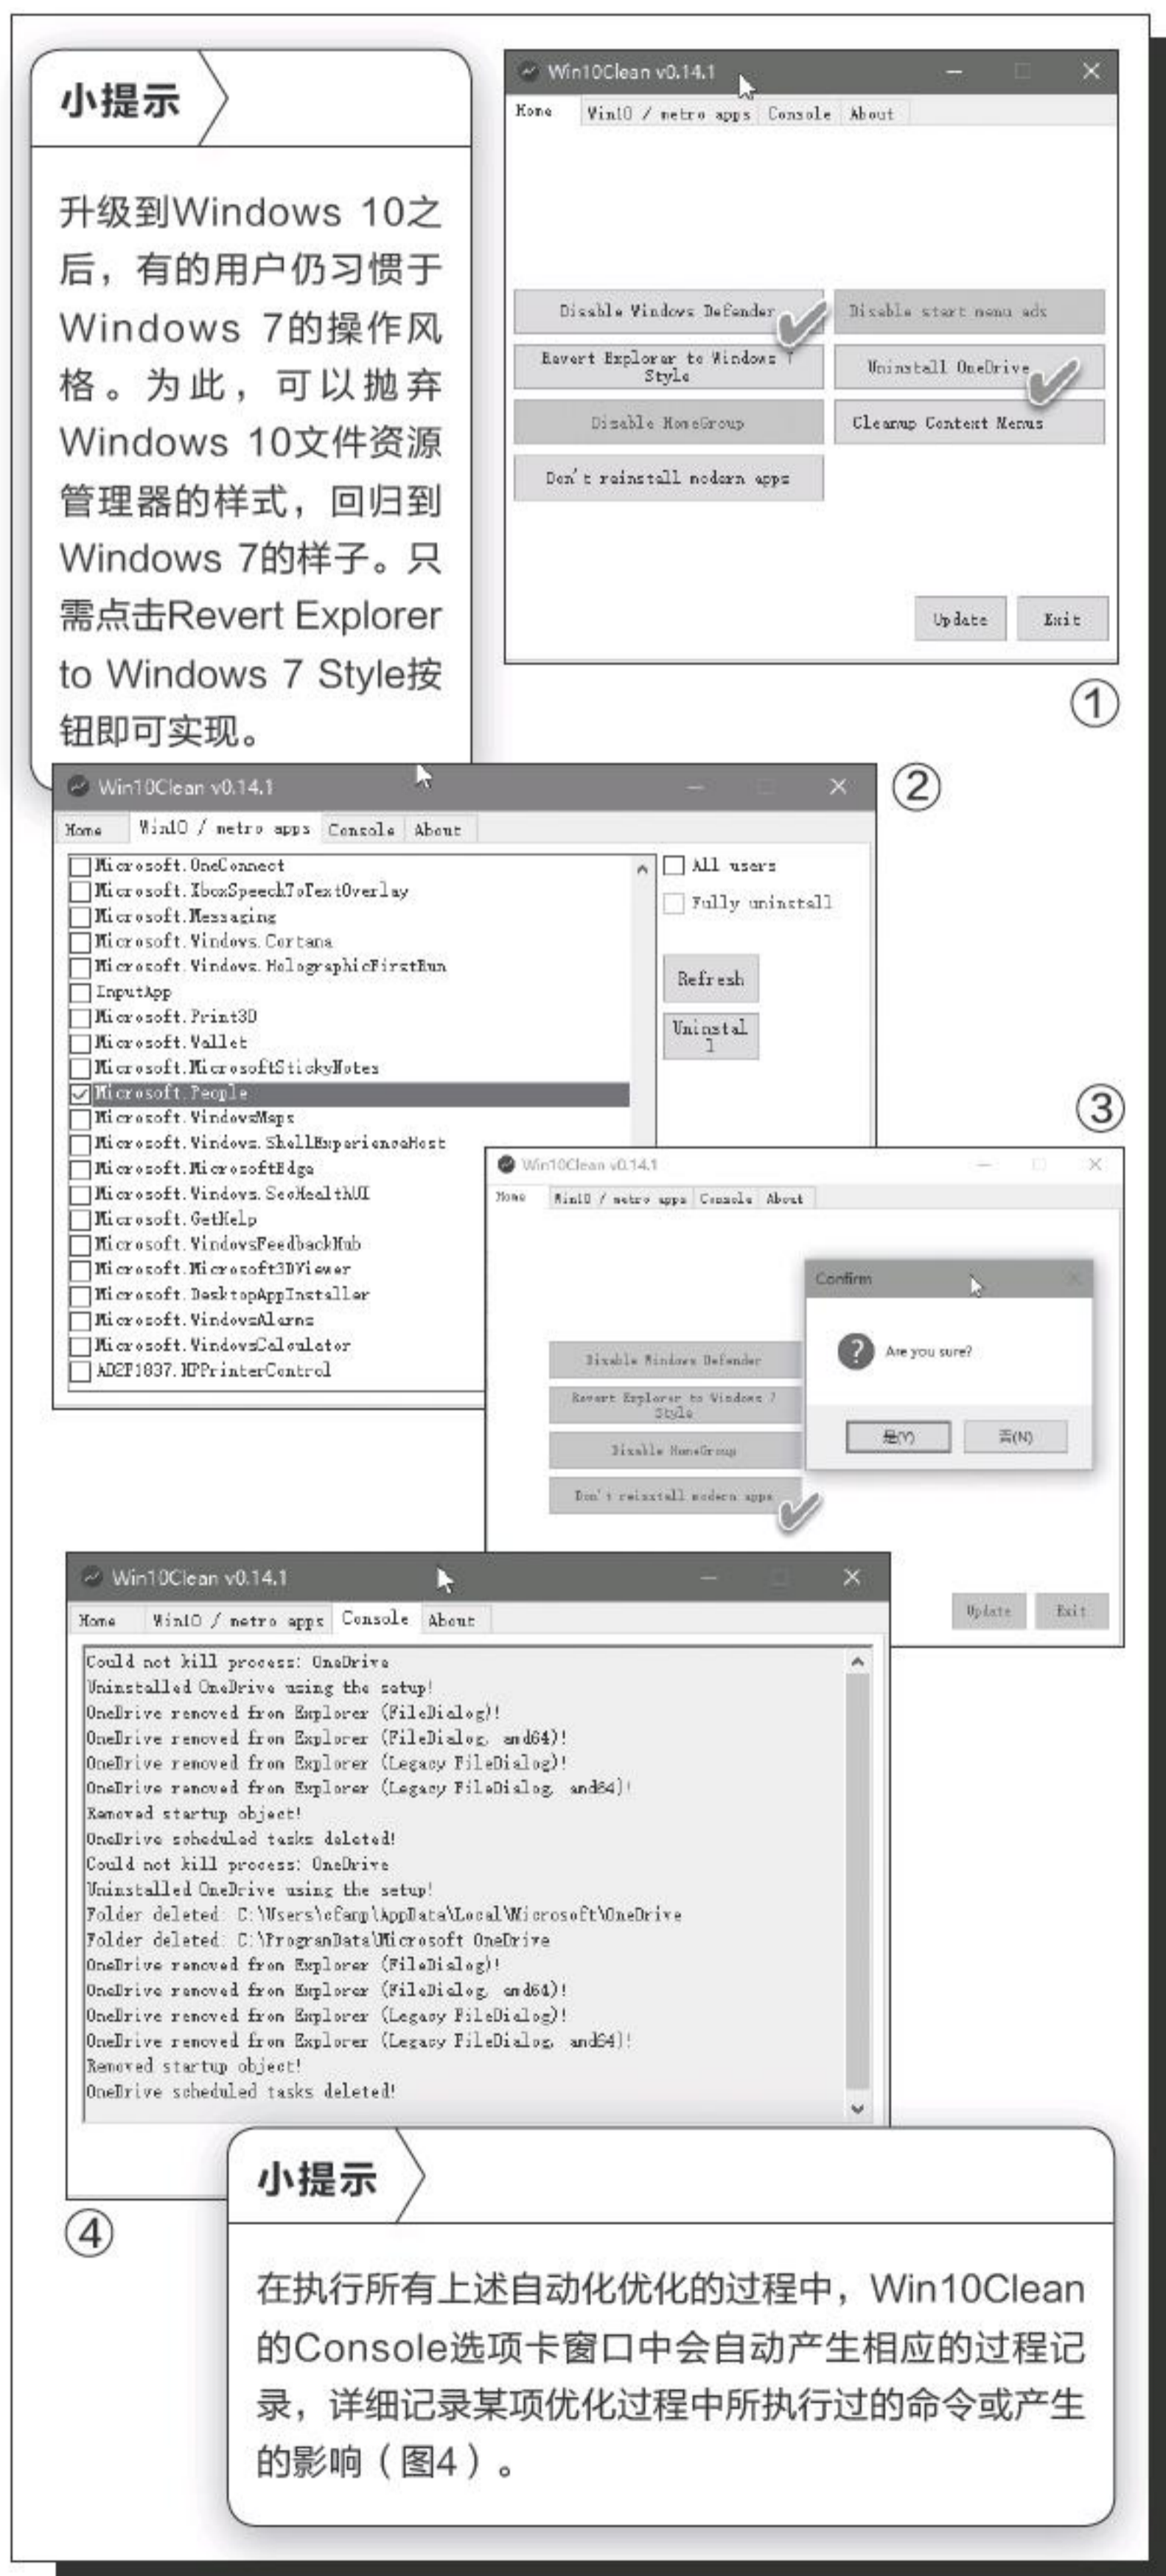 小提示
升级到Windows 10之
后，有的用户仍习惯于
Windows 7的操作风
格。为此，可以抛弃
Windows 10文件资源
管理器的样式，回归到
Windows 7的样子。只
需点击Revert Explorer
to Windows 7 Style按
钮即可实现。
Win10Clean v0.14.1
Home Win10 / metro apps Console About
Disable Windows Defender Disable start menu ads
Revert Explorer to Windows 7
Style
Uninstall OneDrive
Disable HomeGroup Cleanup Context Menus
Don't reinstall modern apps
Update Exit
①
②
Win10Clean v0.14.1
Home Win10 / metro apps Console About
Microsoft.OneConnect
Microsoft.XboxSpeechToTextOverlay
Microsoft.Messaging
Microsoft.Windows.Cortana
Microsoft.Windows.HolographicFirstRun
InputApp
Microsoft.Print3D
Microsoft.Wallet
Microsoft.MicrosoftStickyNotes
Microsoft.People
Microsoft.WindowsMaps
Microsoft.Windows.ShellExperienceHost
Microsoft.MicrosoftEdge
Microsoft.Windows.SecHealthUI
Microsoft.GetHelp
Microsoft.WindowsFeedbackHub
Microsoft.Microsoft3DViewer
Microsoft.DesktopAppInstaller
Microsoft.WindowsAlarms
Microsoft.WindowsCalculator
AD2F1837.HPPrinterControl
All users
Fully uninstall
Refresh
Uninstal
l
③
Win10Clean v0.14.1
Home Win10 / metro apps Console About
Confirm
Are you sure?
是(Y) 否(N)
Disable Windows Defender
Revert Explorer to Windows 7
Style
Disable HomeGroup
Don't reinstall modern apps
Update Exit
Win10Clean v0.14.1
Home Win10 / metro apps Console About
Could not kill process: OneDrive
Uninstalled OneDrive using the setup!
OneDrive removed from Explorer (FileDialog)!
OneDrive removed from Explorer (FileDialog, amd64)!
OneDrive removed from Explorer (Legacy FileDialog)!
OneDrive removed from Explorer (Legacy FileDialog, amd64)!
Removed startup object!
OneDrive scheduled tasks deleted!
Could not kill process: OneDrive
Uninstalled OneDrive using the setup!
Folder deleted: C:\Users\cfanp\AppData\Local\Microsoft\OneDrive
Folder deleted: C:\ProgramData\Microsoft OneDrive
OneDrive removed from Explorer (FileDialog)!
OneDrive removed from Explorer (FileDialog, amd64)!
OneDrive removed from Explorer (Legacy FileDialog)!
OneDrive removed from Explorer (Legacy FileDialog, amd64)!
Removed startup object!
OneDrive scheduled tasks deleted!
④
小提示
在执行所有上述自动化优化的过程中，Win10Clean
的Console选项卡窗口中会自动产生相应的过程记
录，详细记录某项优化过程中所执行过的命令或产生
的影响（图4）。